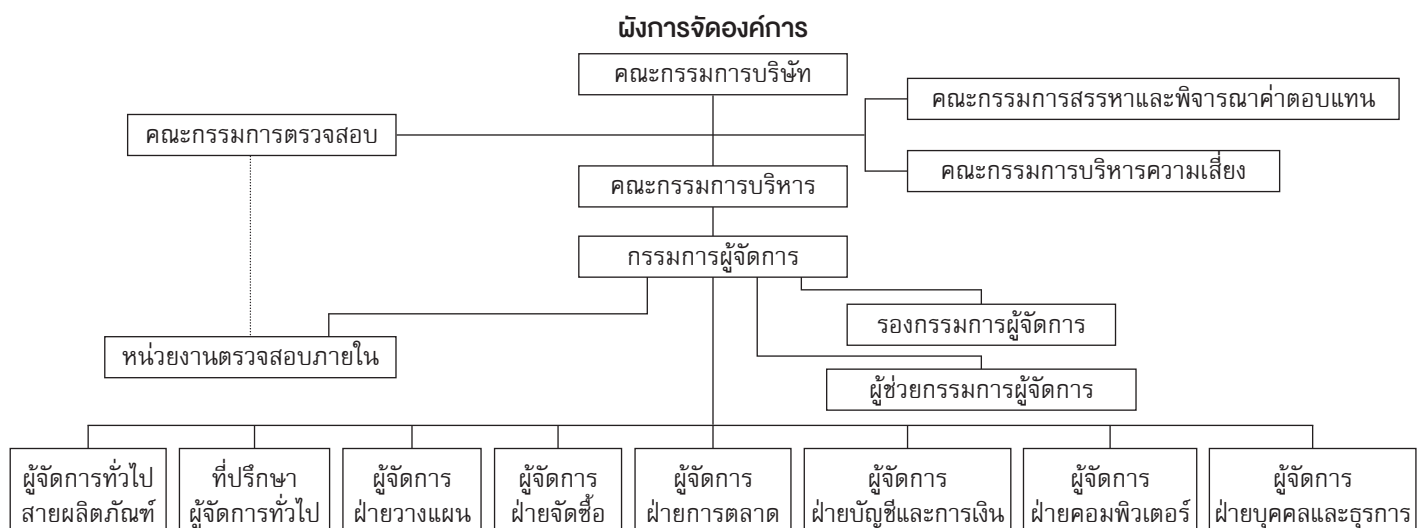 ผังการจัดองค์การ
คณะกรรมการบริษัท
คณะกรรมการสรรหาและพิจารณาค่าตอบแทน
คณะกรรมการตรวจสอบ
คณะกรรมการบริหารความเสี่ยง
คณะกรรมการบริหาร
กรรมการผู้จัดการ
รองกรรมการผู้จัดการ
หน่วยงานตรวจสอบภายใน
ผู้ช่วยกรรมการผู้จัดการ
ผู้จัดการทั่วไป
สายผลิตภัณฑ์
ที่ปรึกษา
ผู้จัดการทั่วไป
ผู้จัดการ
ฝ่ายวางแผน
ผู้จัดการ
ฝ่ายจัดซื้อ
ผู้จัดการ
ฝ่ายการตลาด
ผู้จัดการ
ฝ่ายบัญชีและการเงิน
ผู้จัดการ
ฝ่ายคอมพิวเตอร์
ผู้จัดการ
ฝ่ายบุคคลและธุรการ